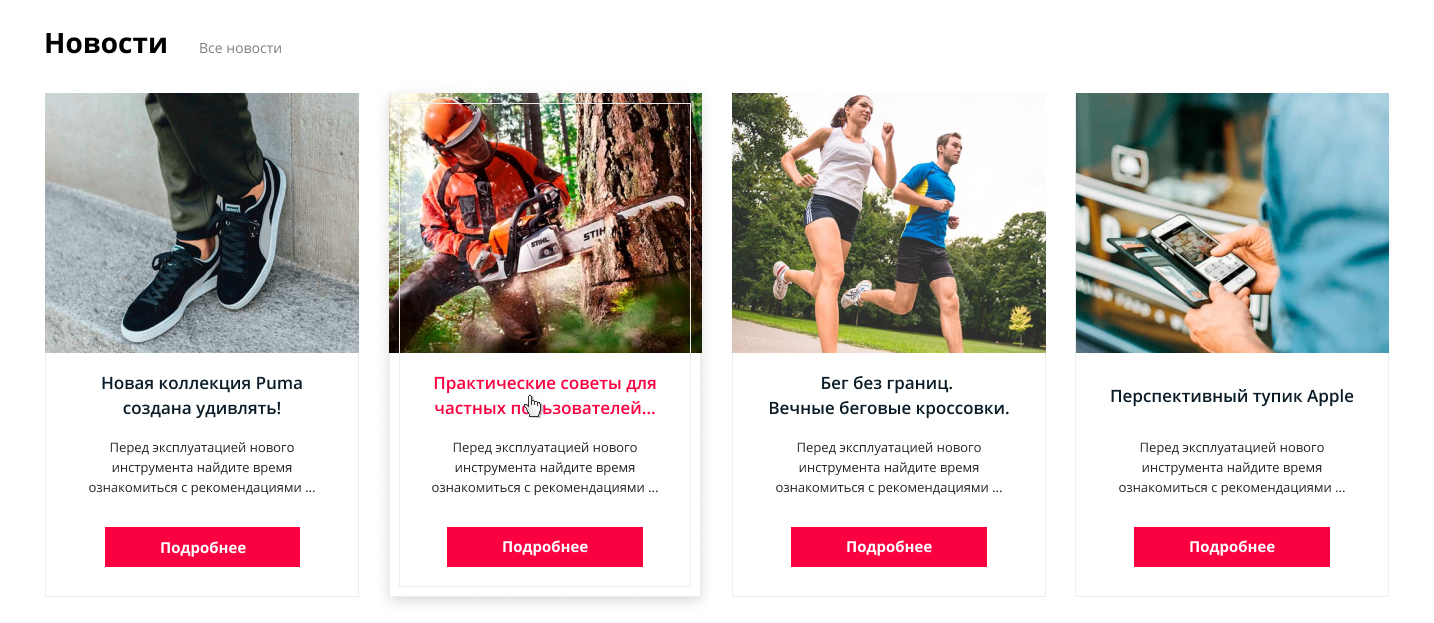 Новости Все новости
Новая коллекция Puma
создана удивлять!
Перед эксплуатацией нового
инструмента найдите время
ознакомиться с рекомендациями ...
Подробнее
STIHL
STIHL
Практические советы для
частных пользователей...
Перед эксплуатацией нового
инструмента найдите время
ознакомиться с рекомендациями ...
Подробнее
Бег без границ.
Вечные беговые кроссовки.
Перед эксплуатацией нового
инструмента найдите время
ознакомиться с рекомендациями ...
Подробнее
Перспективный тупик Apple
Перед эксплуатацией нового
инструмента найдите время
ознакомиться с рекомендациями ...
Подробнее